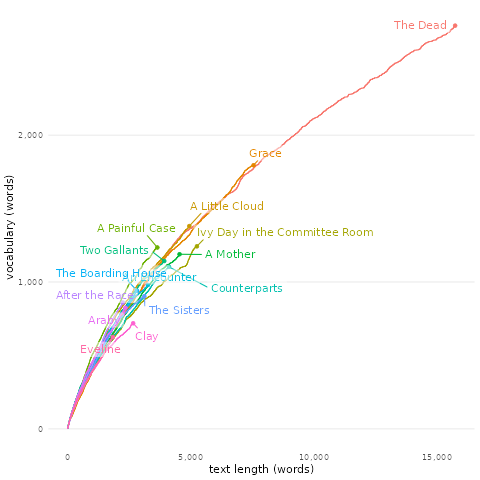 The Dead
2,000
Grace
A Little Cloud
A Painful Case
Ivy Day in the Committee Room
Two Gallants
A Mother
The Boarding House
An Encounter
1,000
Counterparts
After the Race
The Sisters
Araby
Clay
Eveline
0
0
5,000
10,000
15,000
text length (words)
vocabulary (words)